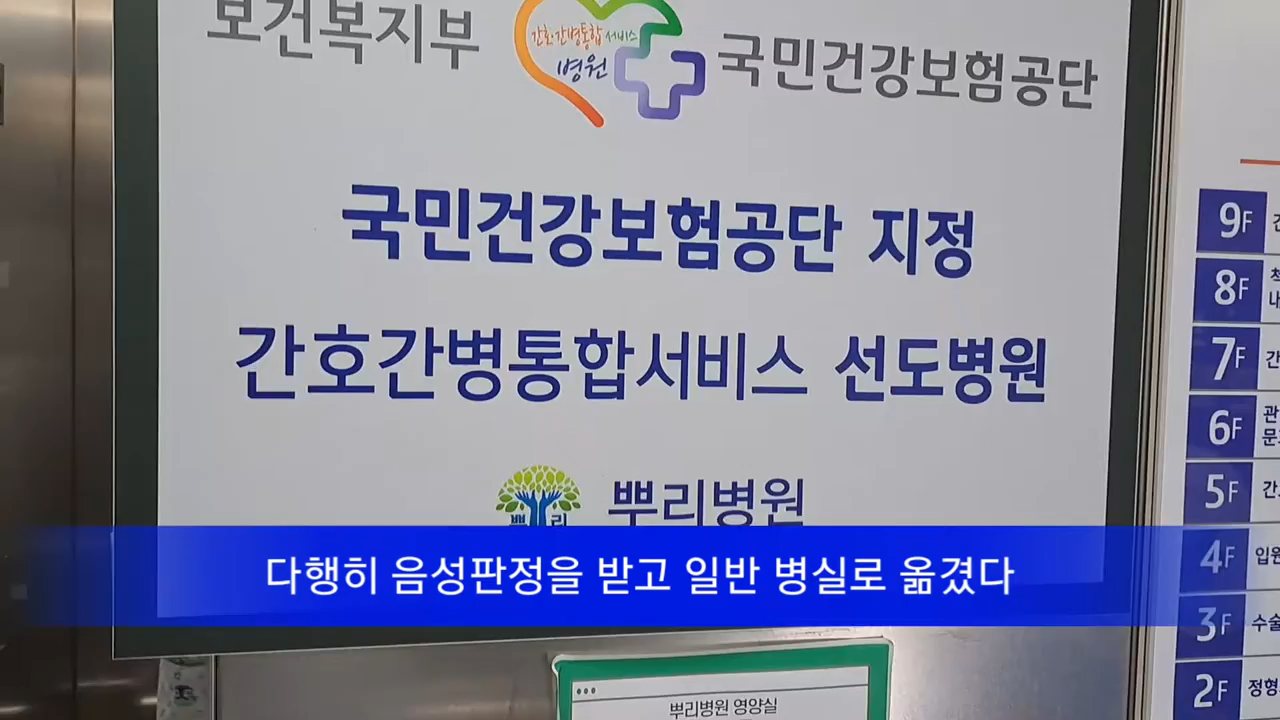 보건복지부
간호·간병통합서비스
병원
국민건강보험공단
국민건강보험공단 지정
간호간병통합서비스 선도병원
뿌리
뿌리병원
다행히 음성판정을 받고 일반 병실로 옮겼다
뿌리병원 영양실
9F
8F
7F
6F
5F
4F
3F 수술
2F 정형